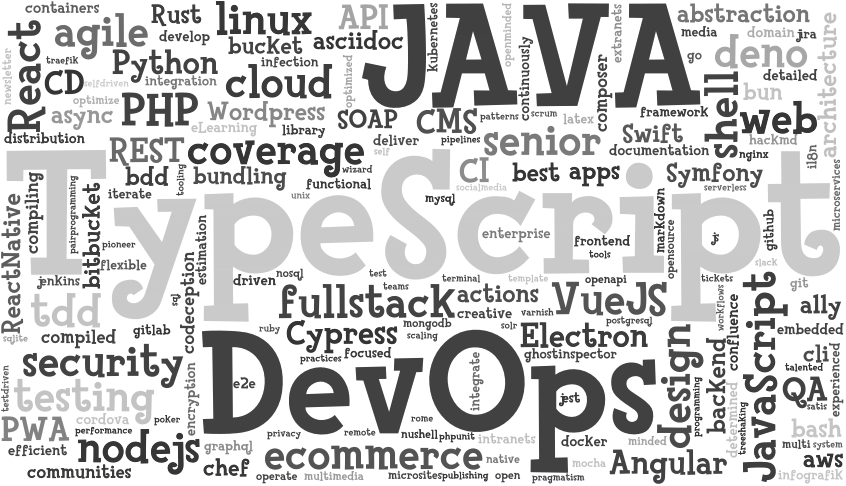 containers
Rust
linux
API
JAVA
kubernetes
openminded
extranets
abstraction
agile
develop
bucket
asciidoc
media
domain
jira
React
traefik
Python
infection
continuously
composer
go
deno
architecture
newsletter
CD
selfdriven
integration
cloud
optimized
detailed
optimize
bun
async
PHP
Wordpress
SOAP
CMS
patterns
scrum
latex
framework
shell
web
distribution
eLearning
library
deliver
pipelines
senior
Swift
hackmd
REST
coverage
self
documentation
nginx
i18n
bdd
tooling
bundling
wizard
functional
CI
best apps
Symfony
microservices
iterate
unix
socialmedia
serverless
mysql
TypeScript
compiling
pairprogramming
bitbucket
pioneer
enterprise
frontend
tools
markdown
opensource
js
github
ReactNative
flexible
estimation
slack
jenkins
driven
nosql
test
teams
terminal
template
openapi
tickets
git
tdd
sql
codeception
fullstack
actions
VueJS
workflows
ally
sqlite
compiled
gitlab
ruby
Cypress
mongodb
scaling
creative
solr
varnish
postgresql
confluence
JavaScript
embedded
security
practices
focused
Electron
ghostinspector
design
backend
cli
talented
experienced
DevOps
e2e
integrate
jest
testdriven
testing
encryption
programming
determined
treeshaking
QA
satis
cordova
poker
rome
PWA
performance
nodejs
graphql
privacy
remote
nushell
phpunit
intranets
docker
minded
bash
multi
system
efficient
communities
chef
ecommerce
native
mocha
Angular
aws
operate
multimedia
microsites
publishing
open
pragmatism
infografik